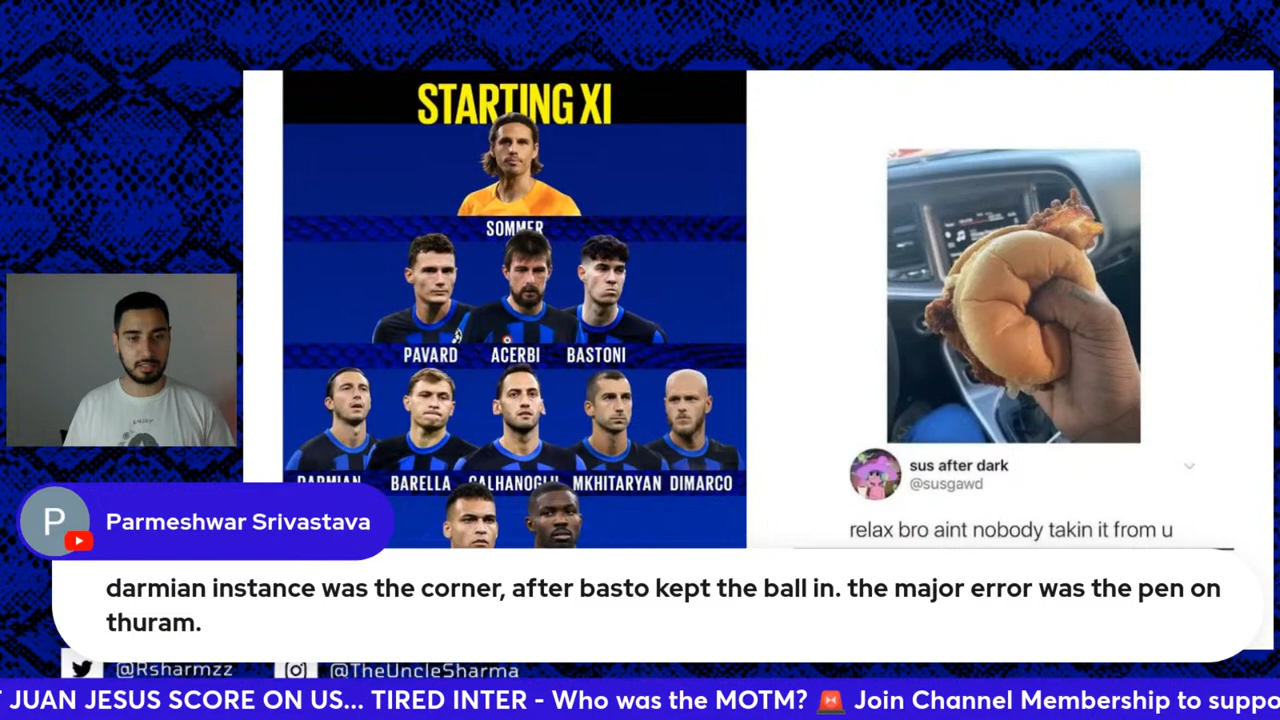 STARTING XI
SOMMER
PAVARD ACERBI BASTONI
DARMIAN BARELLA CALHANOGLU MKHITARYAN DIMARCO
sus after dark
@susgawd
relax bro aint nobody takin it from u
P
Parmeshwar Srivastava
darmian instance was the corner, after basto kept the ball in. the major error was the pen on
thuram.
@Rsharmzz @TheUncleSharma
JUAN JESUS SCORE ON US... TIRED INTER - Who was the MOTM? 🚨 Join Channel Membership to